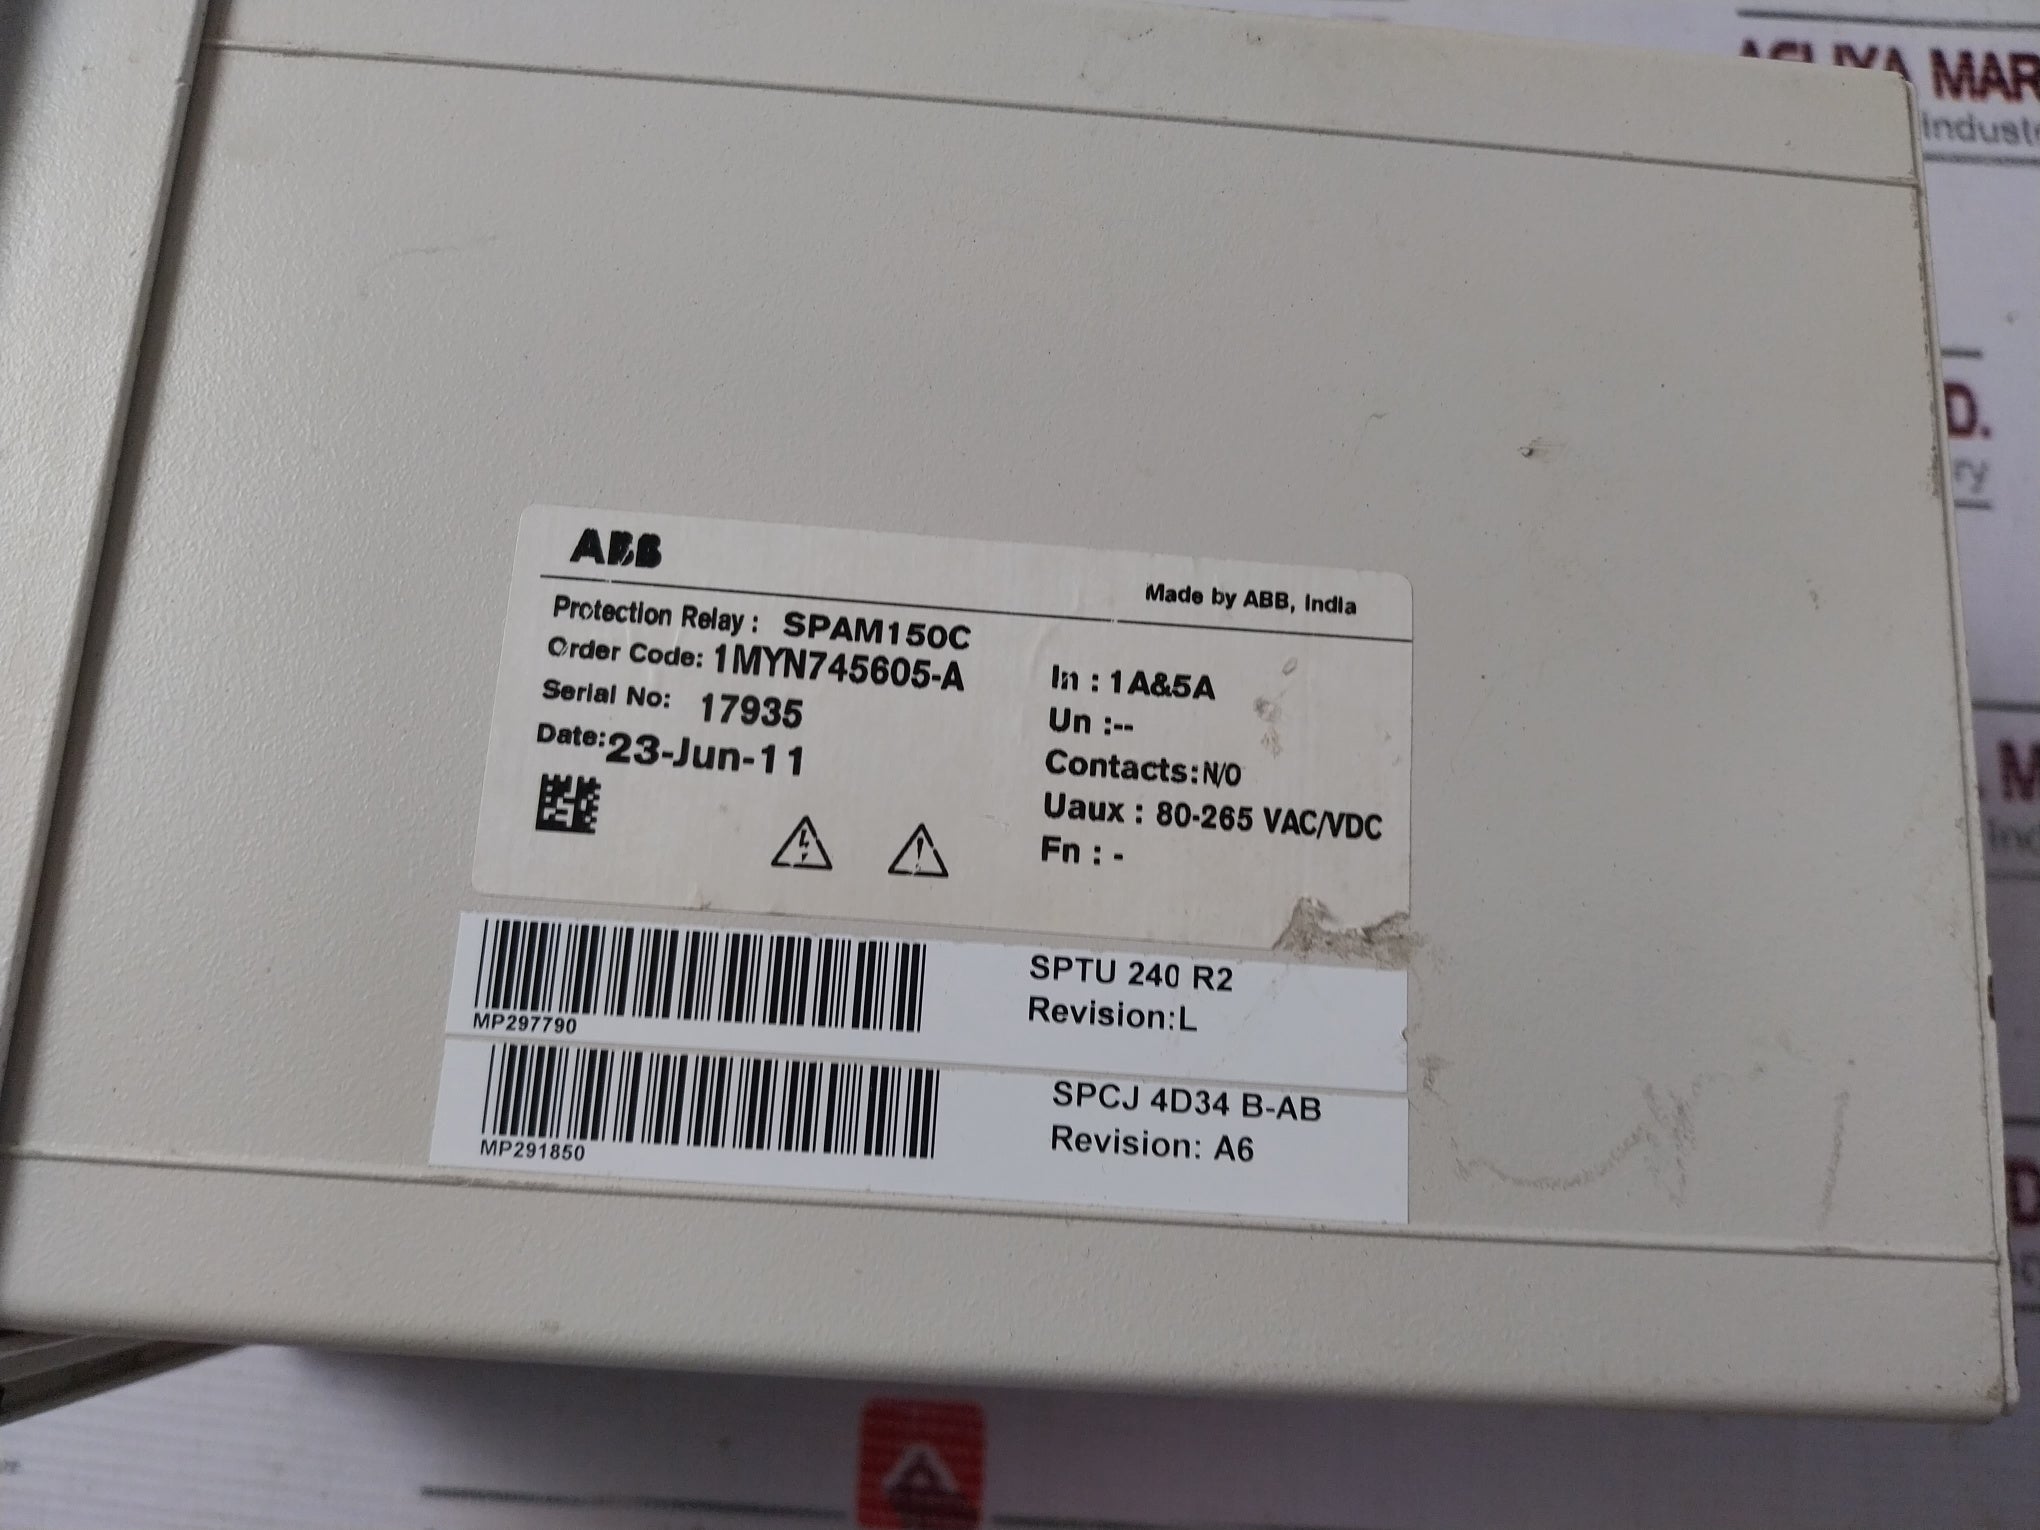 ABB
Made by ABB, India
Protection Relay: SPAM150C
Order Code: 1MYN745605-A
Serial No: 17935
Date: 23-Jun-11
In : 1A&5A
Un :--
Contacts: N/O
Uaux : 80-265 VAC/VDC
Fn : -
MP297790
SPTU 240 R2
Revision:L
MP291850
SPCJ 4D34 B-AB
Revision: A6
MAR
D.